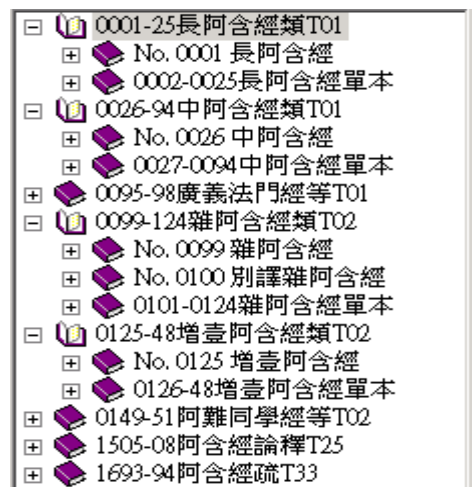 0001-25長阿含經類T01
No. 0001 長阿含經
0002-0025長阿含經單本
0026-94中阿含經類T01
No. 0026 中阿含經
0027-0094中阿含經單本
0095-98廣義法門經等T01
0099-124雜阿含經類T02
No. 0099 雜阿含經
No. 0100 別譯雜阿含經
0101-0124雜阿含經單本
0125-48增壹阿含經類T02
No. 0125 增壹阿含經
0126-48增壹阿含經單本
0149-51阿難同學經等T02
1505-08阿含經論釋T25
1693-94阿含經疏T33